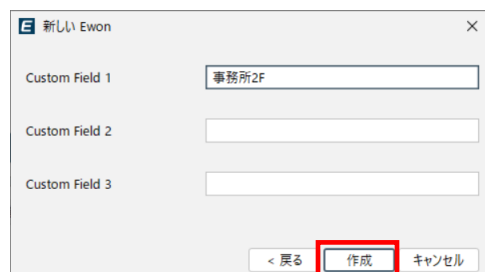 新しい Ewon
Custom Field 1
事務所2F
Custom Field 2
Custom Field 3
< 戻る
作成
キャンセル